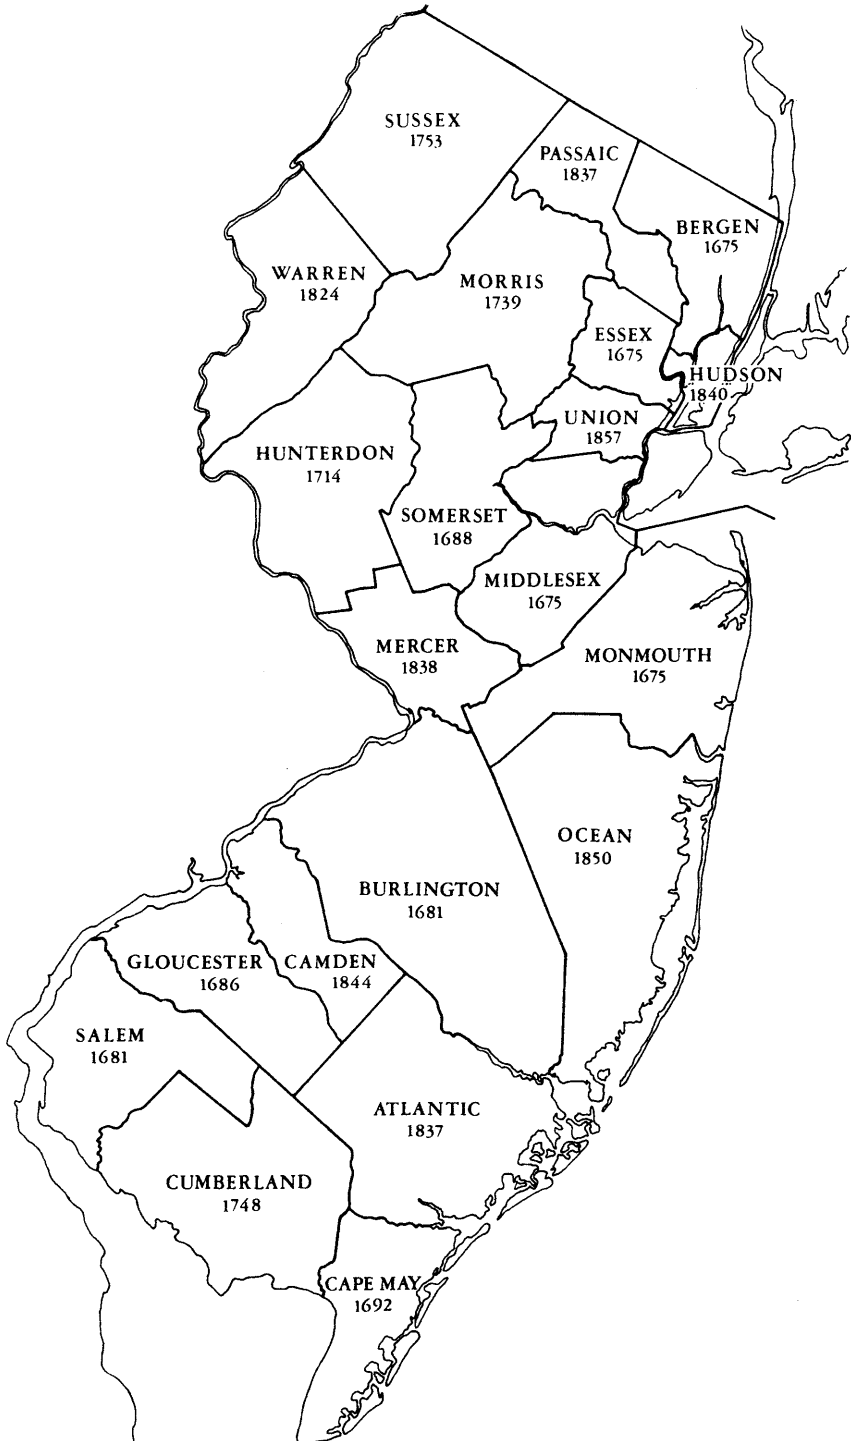 SUSSEX
1753
PASSAIC
1837
BERGEN
1675
WARREN
1824
MORRIS
1739
ESSEX
1675
HUDSON
1840
UNION
1857
HUNTERDON
1714
SOMERSET
1688
MIDDLESEX
1675
MERCER
1838
MONMOUTH
1675
OCEAN
1850
BURLINGTON
1681
GLOUCESTER
1686
CAMDEN
1844
SALEM
1681
ATLANTIC
1837
CUMBERLAND
1748
CAPE MAY
1692